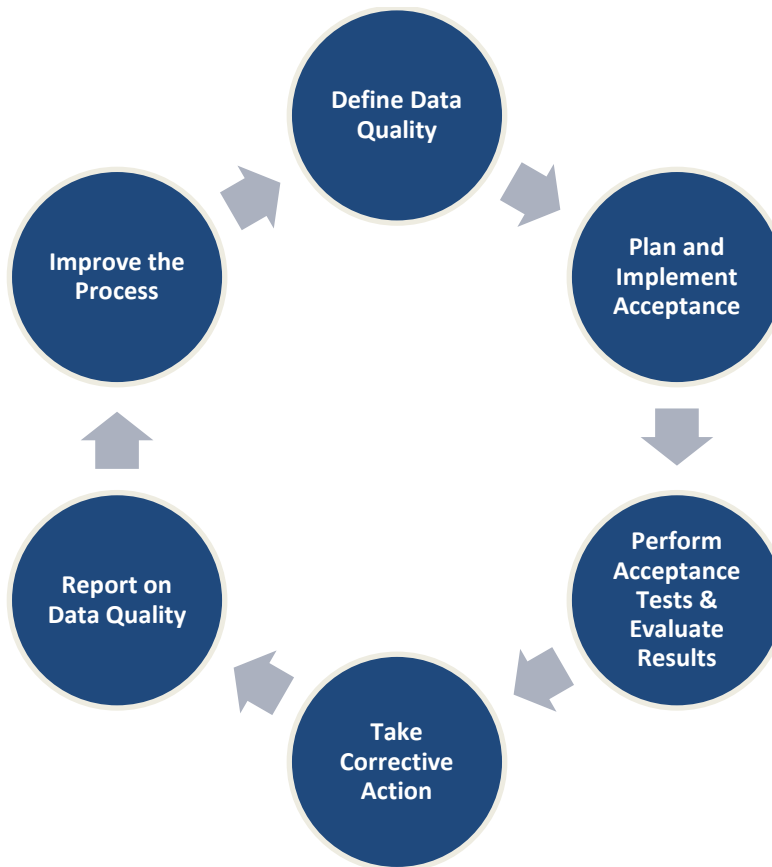 Define Data
Quality
Plan and
Implement
Acceptance
Perform
Acceptance
Tests &
Evaluate
Results
Take
Corrective
Action
Report on
Data Quality
Improve the
Process